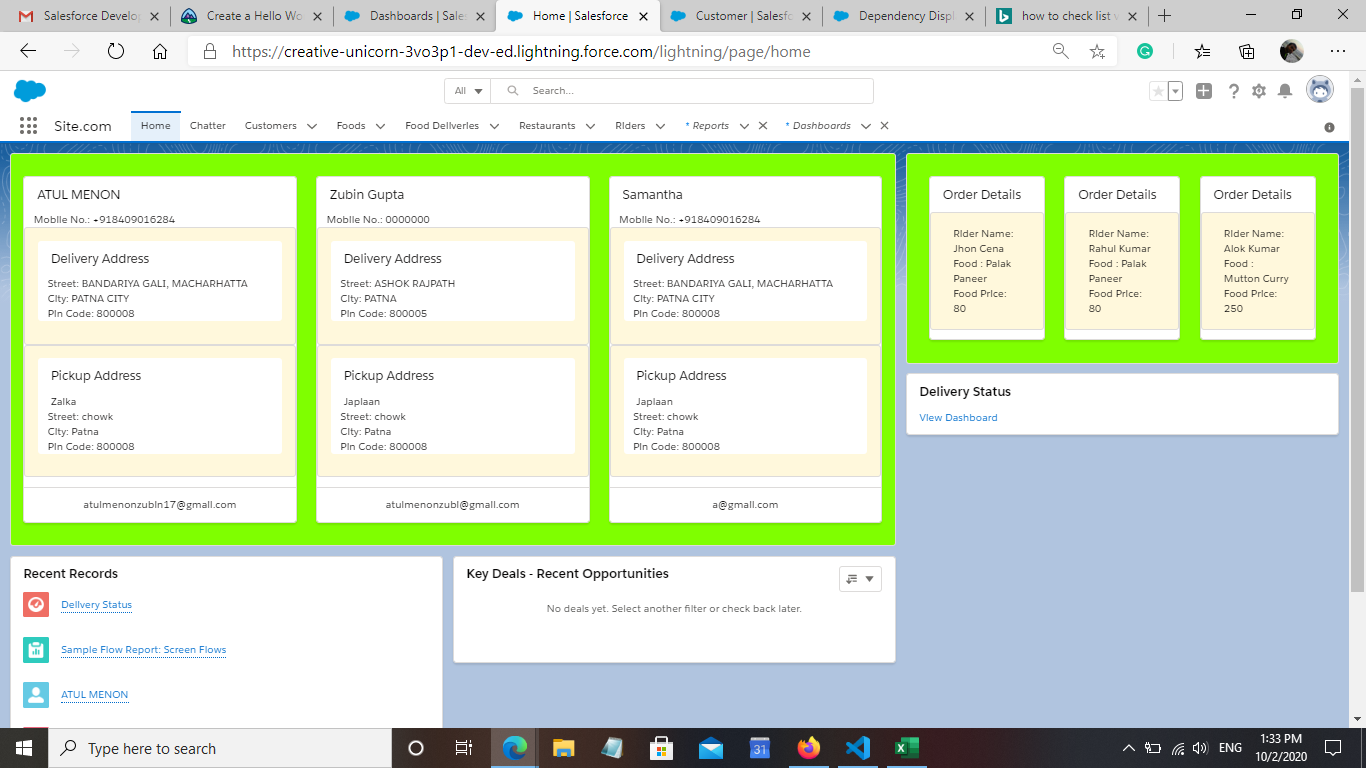 Salesforce Develop
Create a Hello Wo
Dashboards | Sales
Home | Salesforce
Customer | Salesfo
Dependency Displ
how to check list v
https://creative-unicorn-3vo3p1-dev-ed.lightning.force.com/lightning/page/home
All
Search...
Site.com
Home
Chatter
Customers
Foods
Food Deliveries
Restaurants
Riders
* Reports
* Dashboards
ATUL MENON
Mobile No.: +918409016284
Delivery Address
Street: BANDARIYA GALI, MACHARHATTA
City: PATNA CITY
Pin Code: 800008
Pickup Address
Zaika
Street: chowk
City: Patna
Pin Code: 800008
atulmenonzubin17@gmail.com
Zubin Gupta
Mobile No.: 0000000
Delivery Address
Street: ASHOK RAJPATH
City: PATNA
Pin Code: 800005
Pickup Address
Japlaan
Street: chowk
City: Patna
Pin Code: 800008
atulmenonzubi@gmail.com
Samantha
Mobile No.: +918409016284
Delivery Address
Street: BANDARIYA GALI, MACHARHATTA
City: PATNA CITY
Pin Code: 800008
Pickup Address
Japlaan
Street: chowk
City: Patna
Pin Code: 800008
a@gmail.com
Order Details
Rider Name:
Jhon Cena
Food : Palak
Paneer
Food Price:
80
Order Details
Rider Name:
Rahul Kumar
Food : Palak
Paneer
Food Price:
80
Order Details
Rider Name:
Alok Kumar
Food :
Mutton Curry
Food Price:
250
Delivery Status
View Dashboard
Recent Records
Delivery Status
Sample Flow Report: Screen Flows
ATUL MENON
Key Deals - Recent Opportunities
No deals yet. Select another filter or check back later.
Type here to search
31
ENG
1:33 PM
10/2/2020